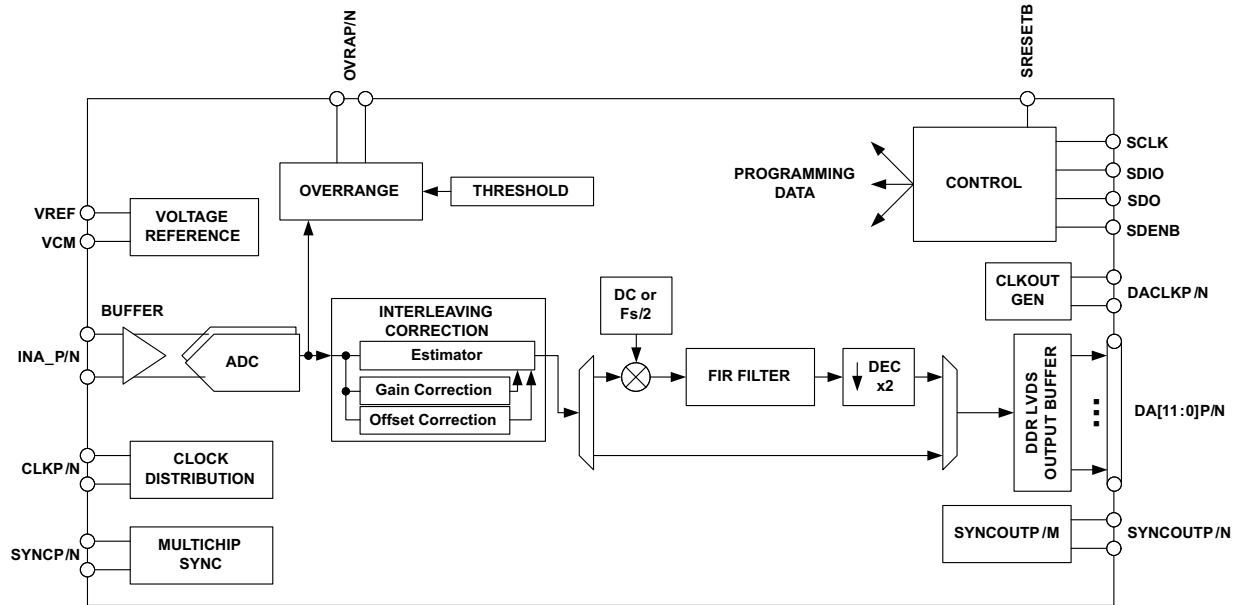 OVRAP/N
SRESETB
OVERRANGE
THRESHOLD
PROGRAMMING
DATA
CONTROL
SCLK
SDIO
SDO
SDENB
VREF
VCM
VOLTAGE
REFERENCE
CLKOUT
GEN
DACLKP/N
BUFFER
INA_P/N
ADC
INTERLEAVING
CORRECTION
Estimator
Gain Correction
Offset Correction
DC or
Fs/2
FIR FILTER
DEC
x2
DDR LVDS
OUTPUT BUFFER
DA[11:0]P/N
CLKP/N
CLOCK
DISTRIBUTION
SYNCP/N
MULTICHIP
SYNC
SYNCOUTP/M
SYNCOUTP/N